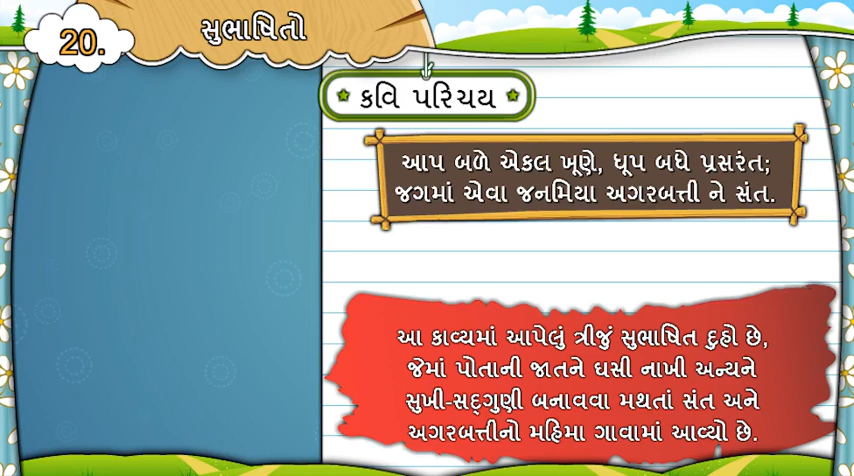 20.
સુભાષિતો
કવિ પરિચય
આપ બળે એકલ ખૂણે, ધૂપ બધે પ્રસરંત;
જગમાં એવા જનમિયા અગરબત્તી ને સંત.
આ કાવ્યમાં આપેલું ત્રીજું સુભાષિત દુહો છે,
જેમાં પોતાની જાતને ઘસી નાખી અન્યને
સુખી-સદ્ગુણી બનાવવા મથતાં સંત અને
અગરબત્તીનો મહિમા ગાવામાં આવ્યો છે.